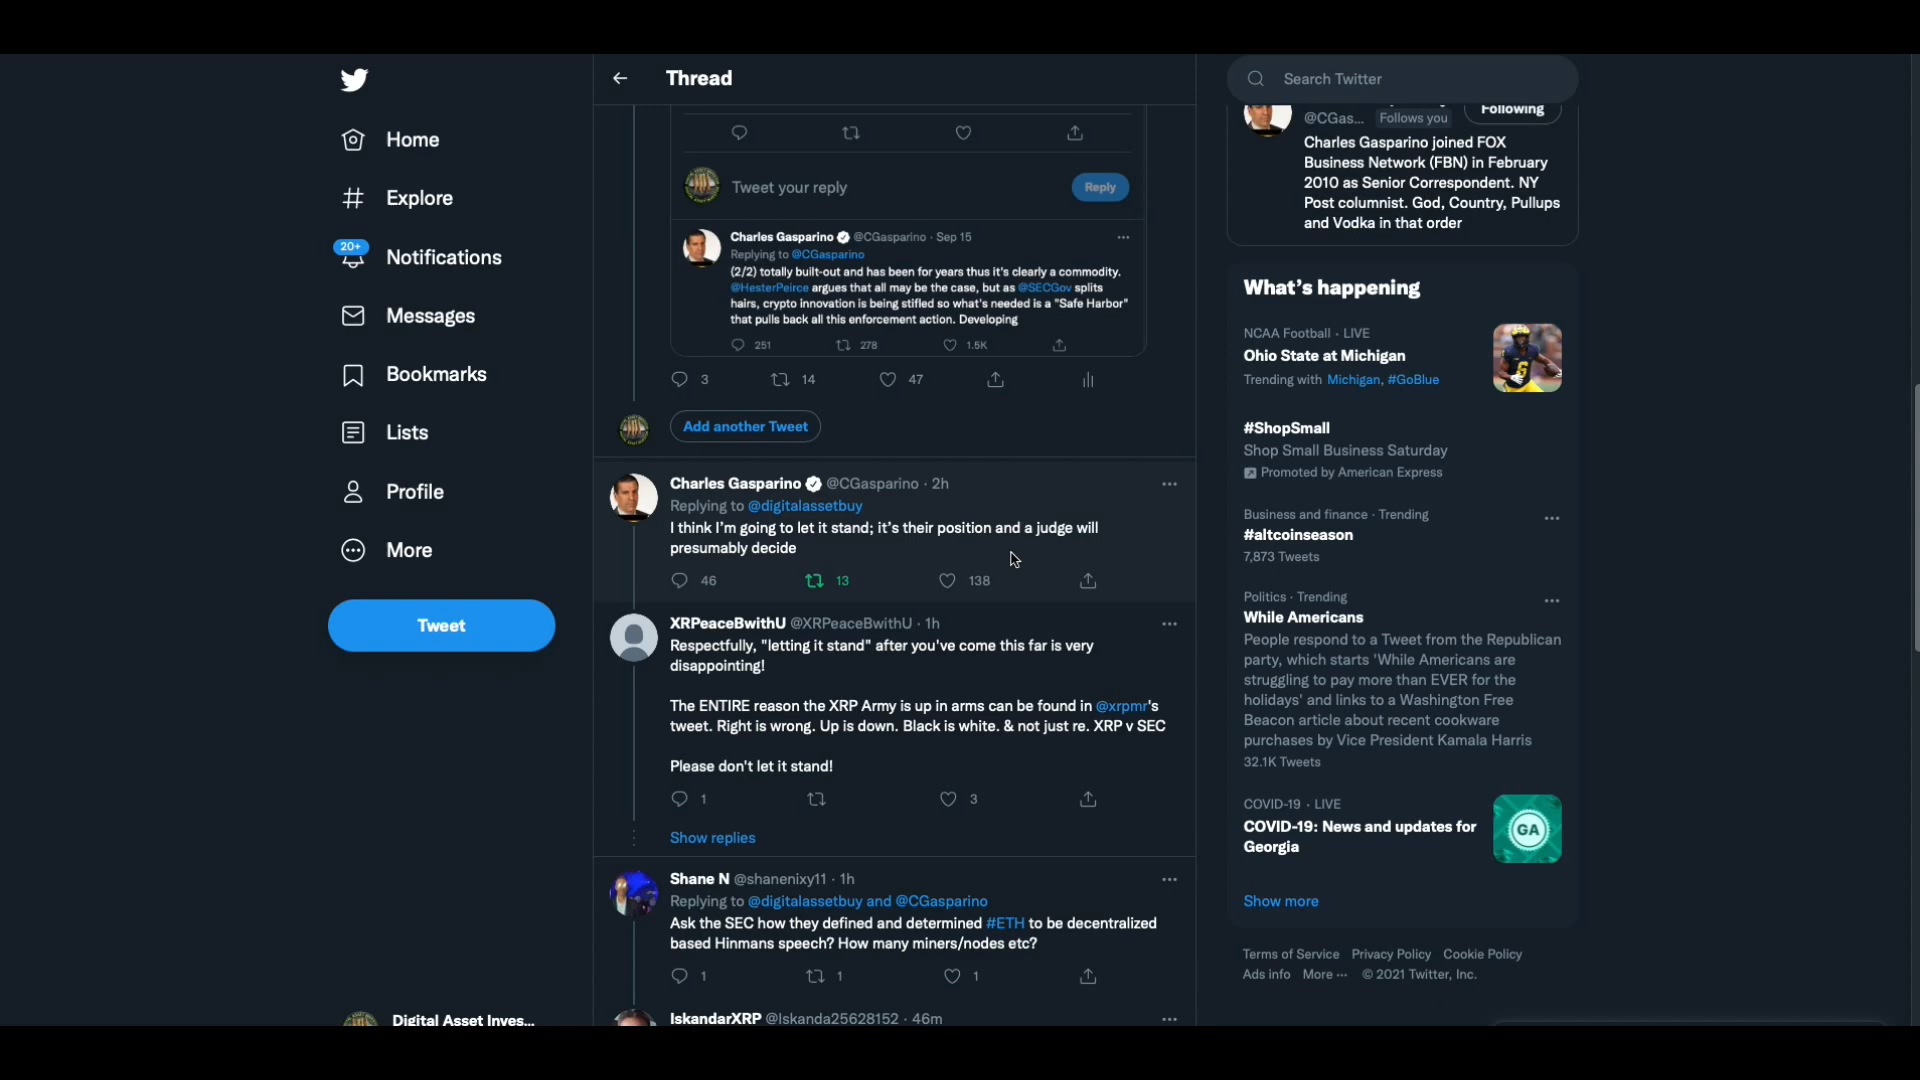 Home
Explore
20+
Notifications
Messages
Bookmarks
Lists
Profile
More
Tweet
Digital Asset Inves...
Thread
Tweet your reply
Reply
Charles Gasparino @CGasparino · Sep 15
Replying to @CGasparino
(2/2) totally built-out and has been for years thus it's clearly a commodity.
@HesterPeirce argues that all may be the case, but as @SECGov splits
hairs, crypto innovation is being stifled so what's needed is a "Safe Harbor"
that pulls back all this enforcement action. Developing
251 278 1.5K
3 14 47
Add another Tweet
Charles Gasparino @CGasparino · 2h
Replying to @digitalassetbuy
I think I'm going to let it stand; it's their position and a judge will
presumably decide
46 13 138
XRPeaceBwithU @XRPeaceBwithU · 1h
Respectfully, "letting it stand" after you've come this far is very
disappointing!
The ENTIRE reason the XRP Army is up in arms can be found in @xrpmr's
tweet. Right is wrong. Up is down. Black is white. & not just re. XRP v SEC
Please don't let it stand!
1 3
Show replies
Shane N @shanenixy11 · 1h
Replying to @digitalassetbuy and @CGasparino
Ask the SEC how they defined and determined #ETH to be decentralized
based Hinmans speech? How many miners/nodes etc?
1 1 1
IskandarXRP @Iskanda25628152 · 46m
Search Twitter
@CGas... Follows you
Following
Charles Gasparino joined FOX
Business Network (FBN) in February
2010 as Senior Correspondent. NY
Post columnist. God, Country, Pullups
and Vodka in that order
What's happening
NCAA Football · LIVE
Ohio State at Michigan
Trending with Michigan, #GoBlue
#ShopSmall
Shop Small Business Saturday
Promoted by American Express
Business and finance · Trending
#altcoinseason
7,873 Tweets
Politics · Trending
While Americans
People respond to a Tweet from the Republican
party, which starts 'While Americans are
struggling to pay more than EVER for the
holidays' and links to a Washington Free
Beacon article about recent cookware
purchases by Vice President Kamala Harris
32.1K Tweets
COVID-19 · LIVE
COVID-19: News and updates for
Georgia
GA
Show more
Terms of Service Privacy Policy Cookie Policy
Ads info More ··· © 2021 Twitter, Inc.